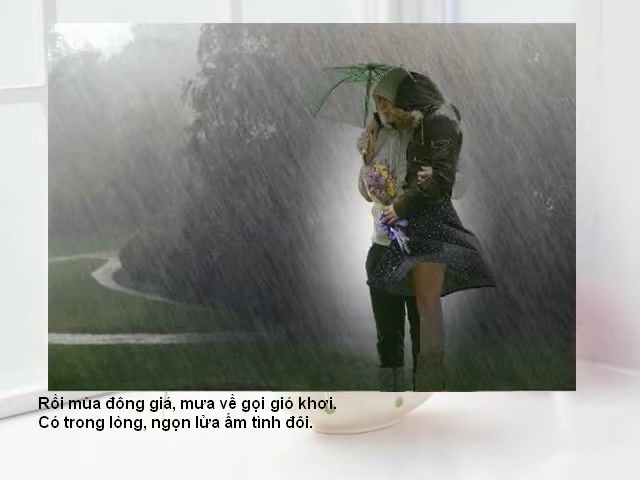 Rồi mùa đông giá, mưa về gọi gió khơi.
Có trong lòng, ngọn lửa ấm tình đôi.